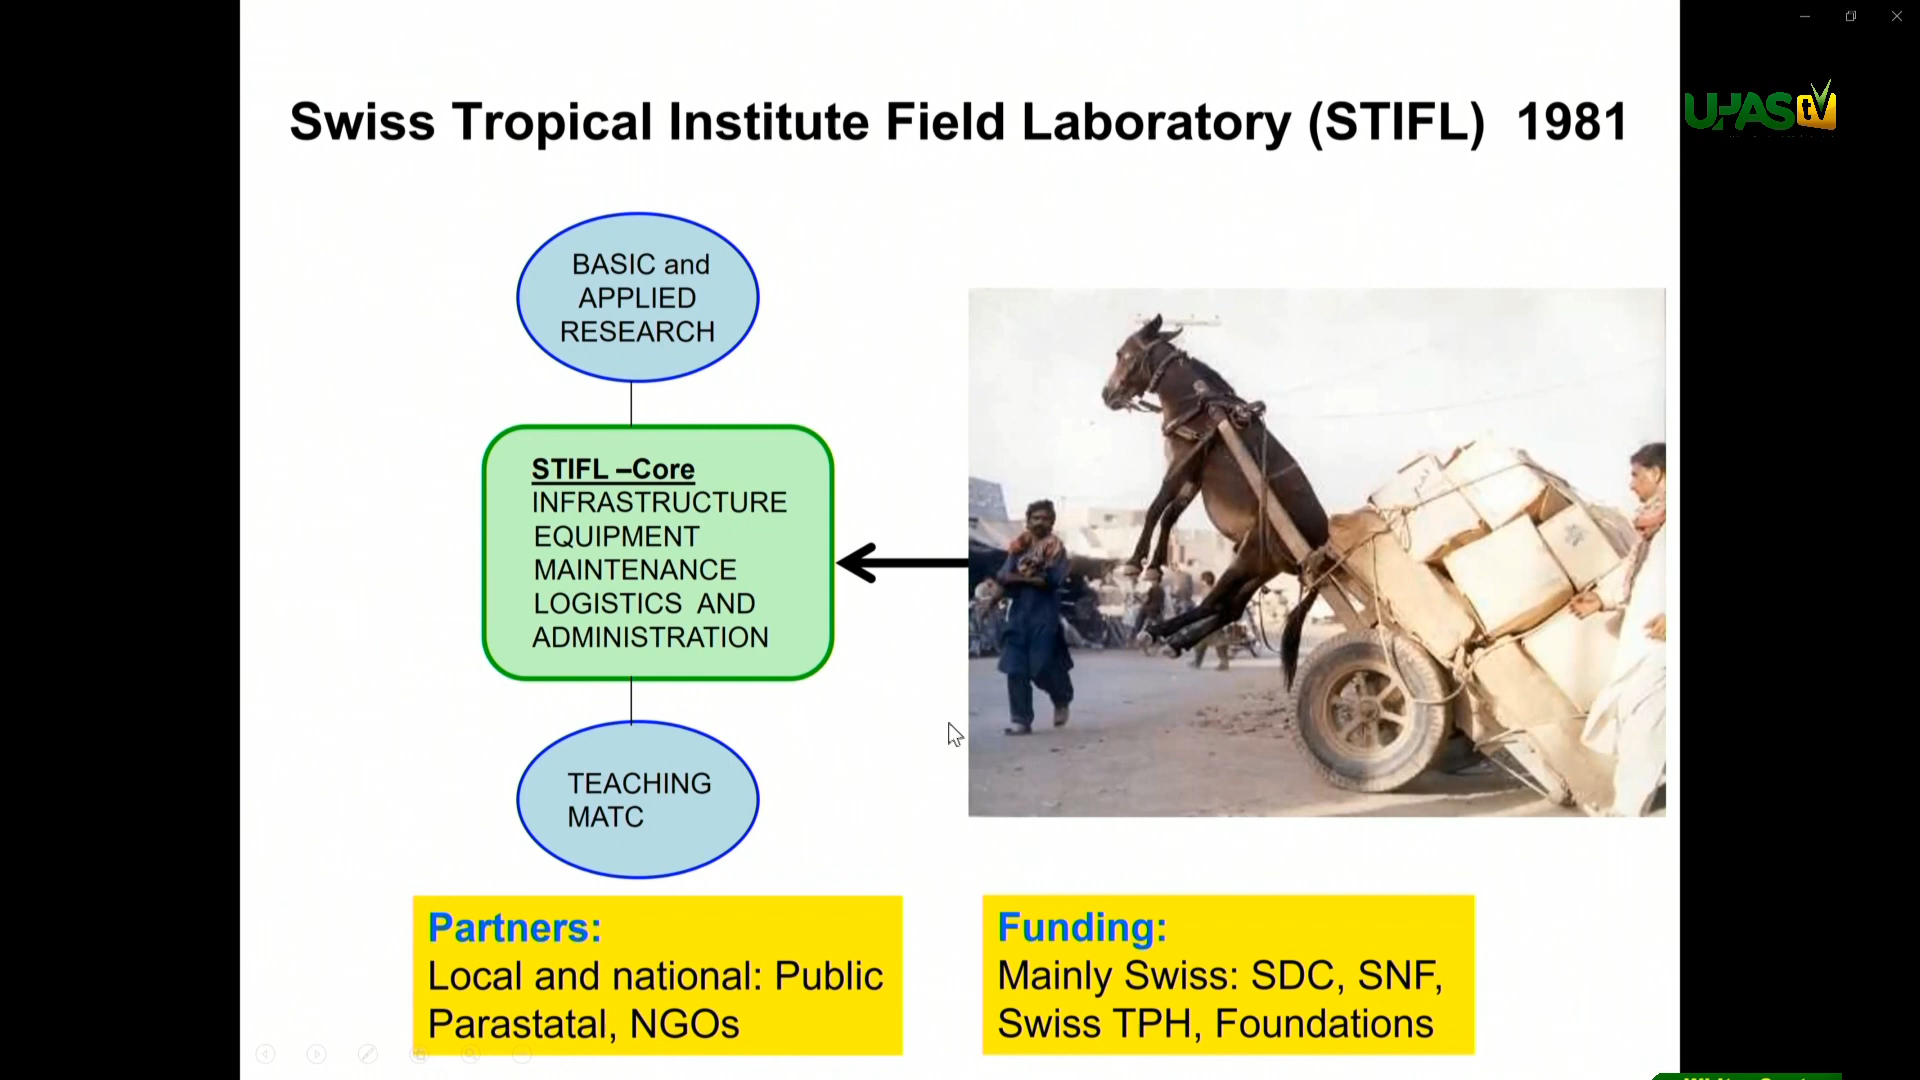 Swiss Tropical Institute Field Laboratory (STIFL) 1981
UHAS tV
BASIC and
APPLIED
RESEARCH
STIFL –Core
INFRASTRUCTURE
EQUIPMENT
MAINTENANCE
LOGISTICS AND
ADMINISTRATION
TEACHING
MATC
Partners:
Local and national: Public
Parastatal, NGOs
Funding:
Mainly Swiss: SDC, SNF,
Swiss TPH, Foundations